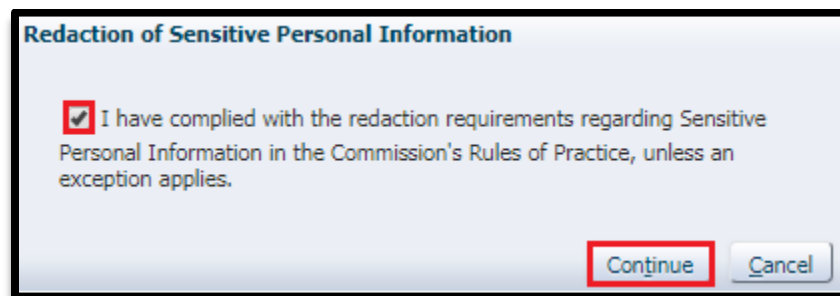 Redaction of Sensitive Personal Information
I have complied with the redaction requirements regarding Sensitive
Personal Information in the Commission's Rules of Practice, unless an
exception applies.
Continue Cancel